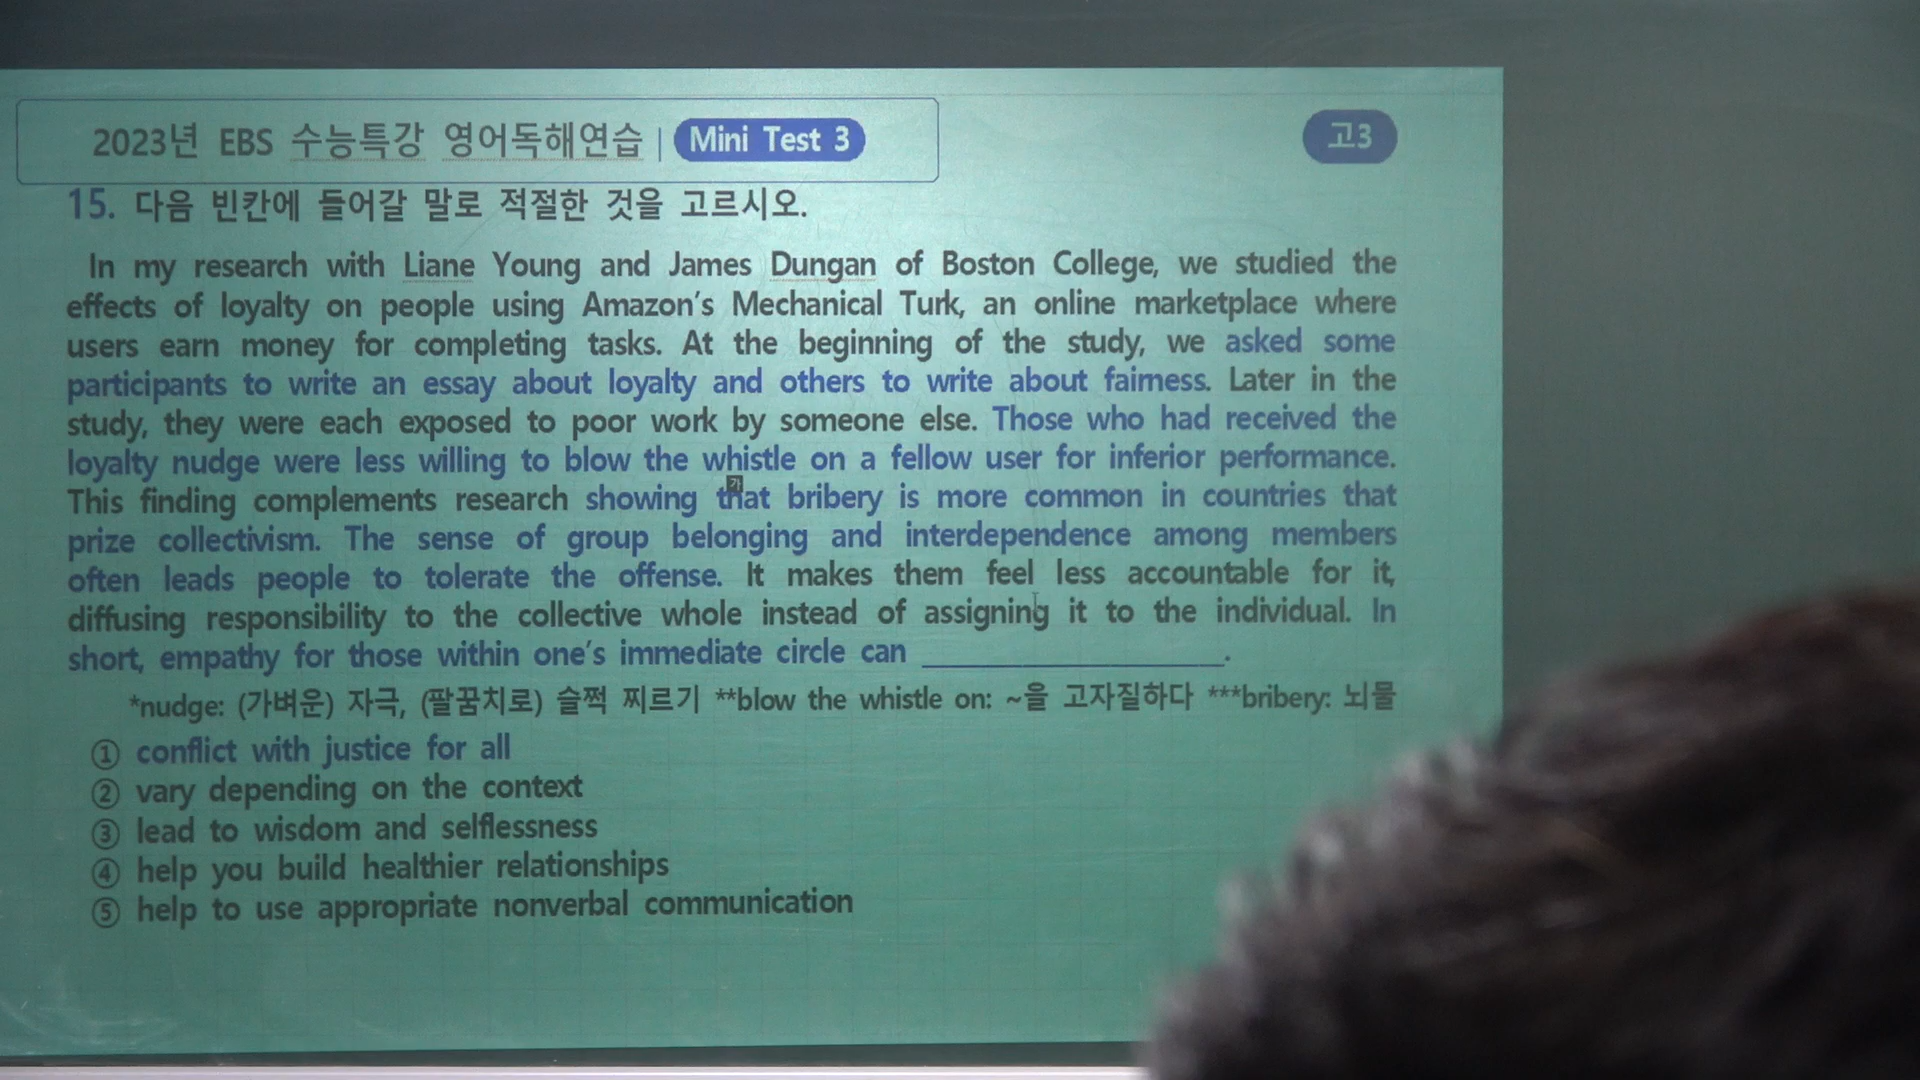 2023년 EBS 수능특강 영어독해연습 | Mini Test 3
고3
15. 다음 빈칸에 들어갈 말로 적절한 것을 고르시오.
In my research with Liane Young and James Dungan of Boston College, we studied the
effects of loyalty on people using Amazon's Mechanical Turk, an online marketplace where
users earn money for completing tasks. At the beginning of the study, we asked some
participants to write an essay about loyalty and others to write about fairness. Later in the
study, they were each exposed to poor work by someone else. Those who had received the
loyalty nudge were less willing to blow the whistle on a fellow user for inferior performance.
This finding complements research showing that bribery is more common in countries that
prize collectivism. The sense of group belonging and interdependence among members
often leads people to tolerate the offense. It makes them feel less accountable for it,
diffusing responsibility to the collective whole instead of assigning it to the individual. In
short, empathy for those within one's immediate circle can ____________________.
*nudge: (가벼운) 자극, (팔꿈치로) 슬쩍 찌르기 **blow the whistle on: ~을 고자질하다 ***bribery: 뇌물
① conflict with justice for all
② vary depending on the context
③ lead to wisdom and selflessness
④ help you build healthier relationships
⑤ help to use appropriate nonverbal communication